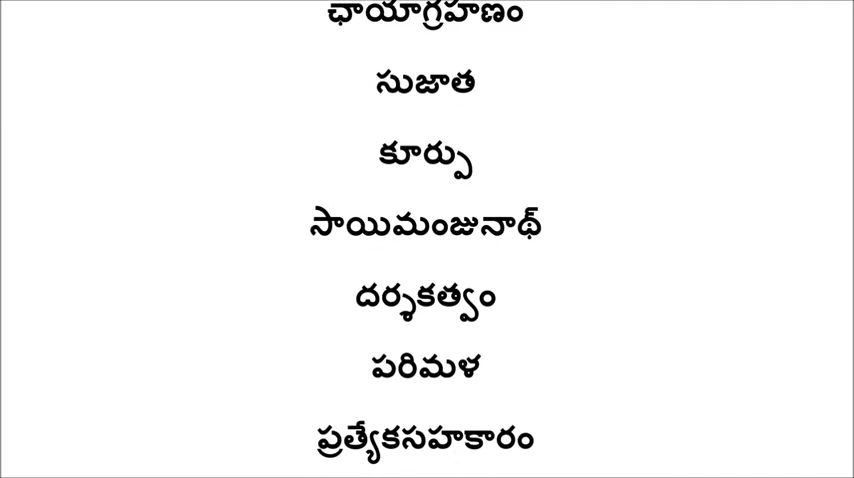 ఛాయాగ్రహణం
సుజాత
కూర్పు
సాయిమంజునాథ్
దర్శకత్వం
పరిమళ
ప్రత్యేకసహకారం